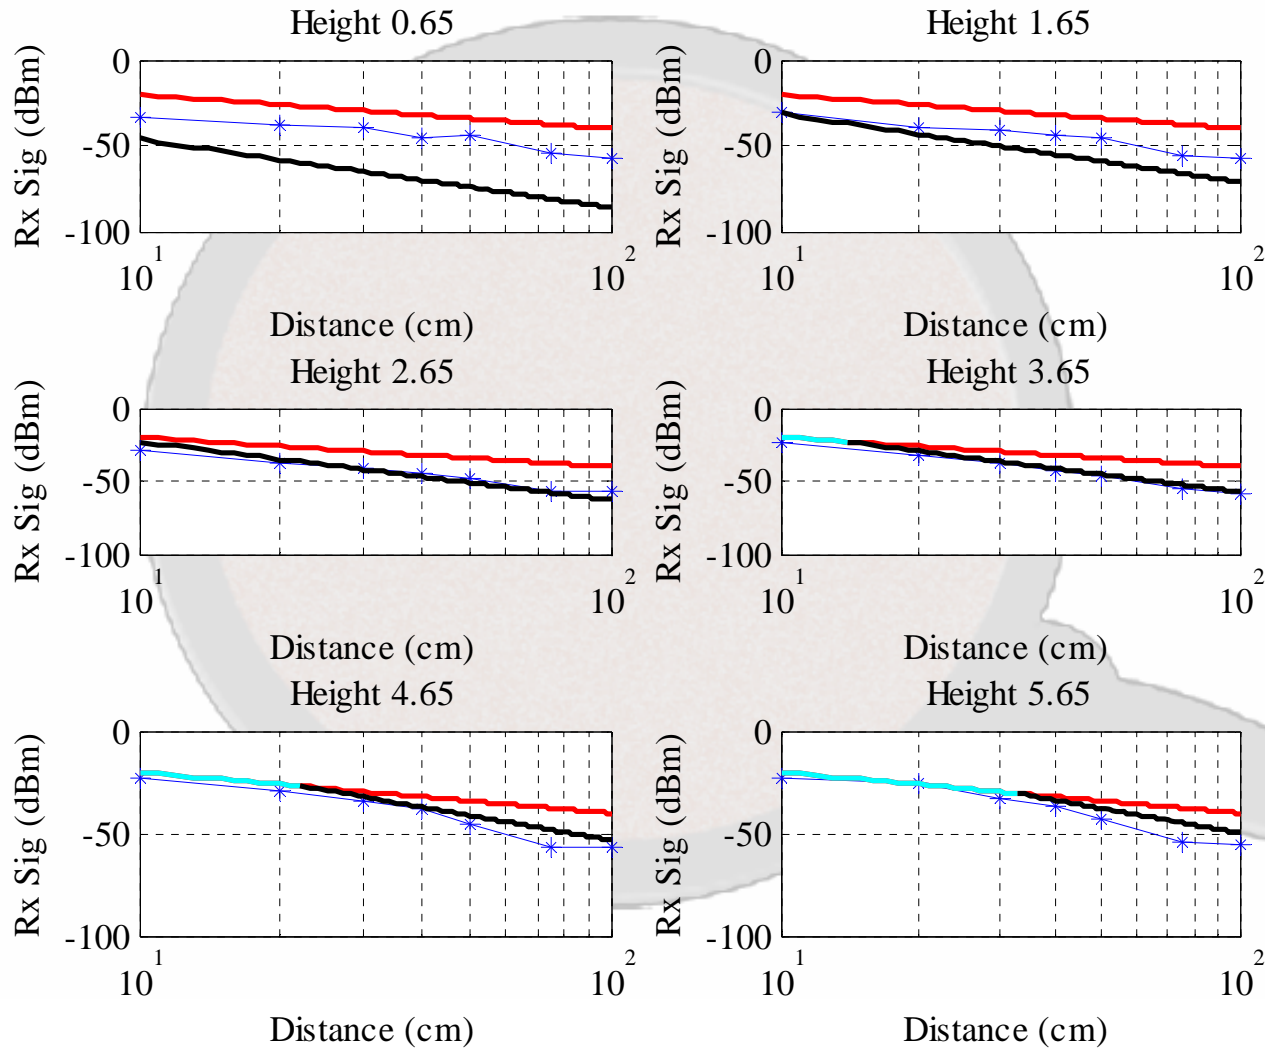 Height 0.65
Rx Sig (dBm)
0
-50
-100
10^1
10^2
Distance (cm)
Height 1.65
Rx Sig (dBm)
0
-50
-100
10^1
10^2
Distance (cm)
Height 2.65
Rx Sig (dBm)
0
-50
-100
10^1
10^2
Distance (cm)
Height 3.65
Rx Sig (dBm)
0
-50
-100
10^1
10^2
Distance (cm)
Height 4.65
Rx Sig (dBm)
0
-50
-100
10^1
10^2
Distance (cm)
Height 5.65
Rx Sig (dBm)
0
-50
-100
10^1
10^2
Distance (cm)